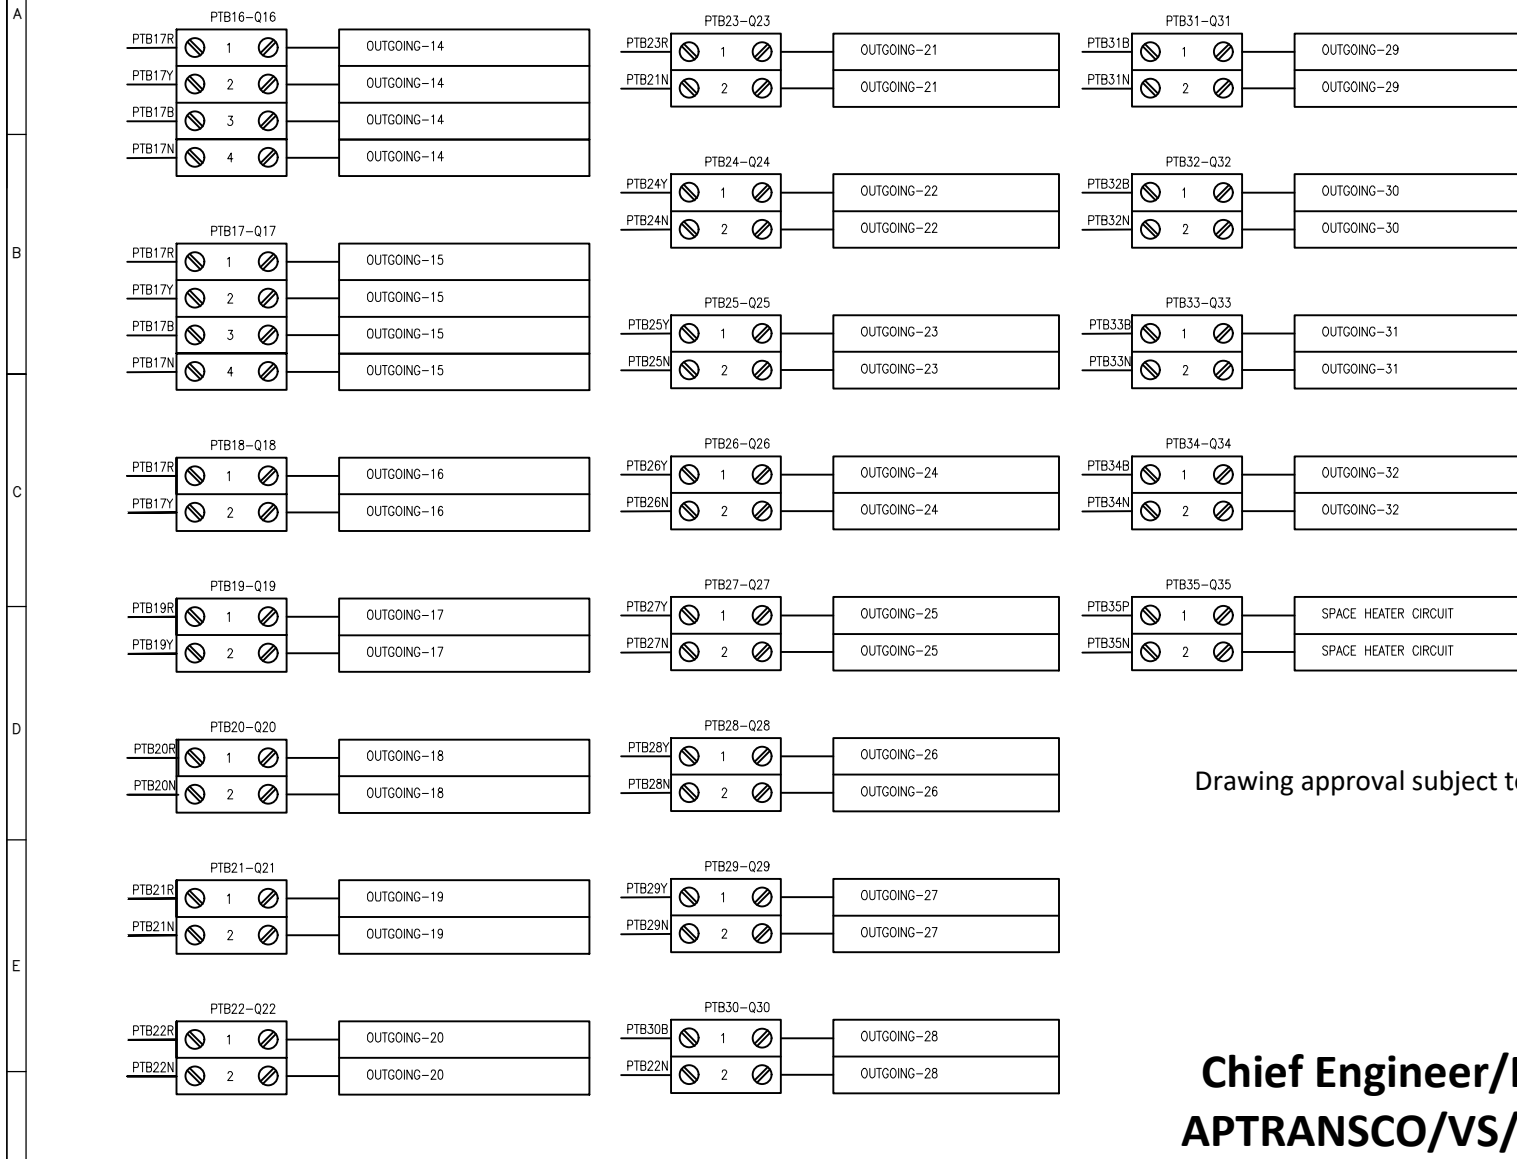 A
B
C
D
E
PTB16-Q16
PTB17R 1 OUTGOING-14
PTB17Y 2 OUTGOING-14
PTB17B 3 OUTGOING-14
PTB17N 4 OUTGOING-14
PTB17-Q17
PTB17R 1 OUTGOING-15
PTB17Y 2 OUTGOING-15
PTB17B 3 OUTGOING-15
PTB17N 4 OUTGOING-15
PTB18-Q18
PTB17R 1 OUTGOING-16
PTB17Y 2 OUTGOING-16
PTB19-Q19
PTB19R 1 OUTGOING-17
PTB19Y 2 OUTGOING-17
PTB20-Q20
PTB20R 1 OUTGOING-18
PTB20N 2 OUTGOING-18
PTB21-Q21
PTB21R 1 OUTGOING-19
PTB21N 2 OUTGOING-19
PTB22-Q22
PTB22R 1 OUTGOING-20
PTB22N 2 OUTGOING-20
PTB23-Q23
PTB23R 1 OUTGOING-21
PTB21N 2 OUTGOING-21
PTB24-Q24
PTB24Y 1 OUTGOING-22
PTB24N 2 OUTGOING-22
PTB25-Q25
PTB25Y 1 OUTGOING-23
PTB25N 2 OUTGOING-23
PTB26-Q26
PTB26Y 1 OUTGOING-24
PTB26N 2 OUTGOING-24
PTB27-Q27
PTB27Y 1 OUTGOING-25
PTB27N 2 OUTGOING-25
PTB28-Q28
PTB28Y 1 OUTGOING-26
PTB28N 2 OUTGOING-26
PTB29-Q29
PTB29Y 1 OUTGOING-27
PTB29N 2 OUTGOING-27
PTB30-Q30
PTB30B 1 OUTGOING-28
PTB22N 2 OUTGOING-28
PTB31-Q31
PTB31B 1 OUTGOING-29
PTB31N 2 OUTGOING-29
PTB32-Q32
PTB32B 1 OUTGOING-30
PTB32N 2 OUTGOING-30
PTB33-Q33
PTB33B 1 OUTGOING-31
PTB33N 2 OUTGOING-31
PTB34-Q34
PTB34B 1 OUTGOING-32
PTB34N 2 OUTGOING-32
PTB35-Q35
PTB35P 1 SPACE HEATER CIRCUIT
PTB35N 2 SPACE HEATER CIRCUIT
Drawing approval subject
Chief Engineer/
APTRANSCO/VS/